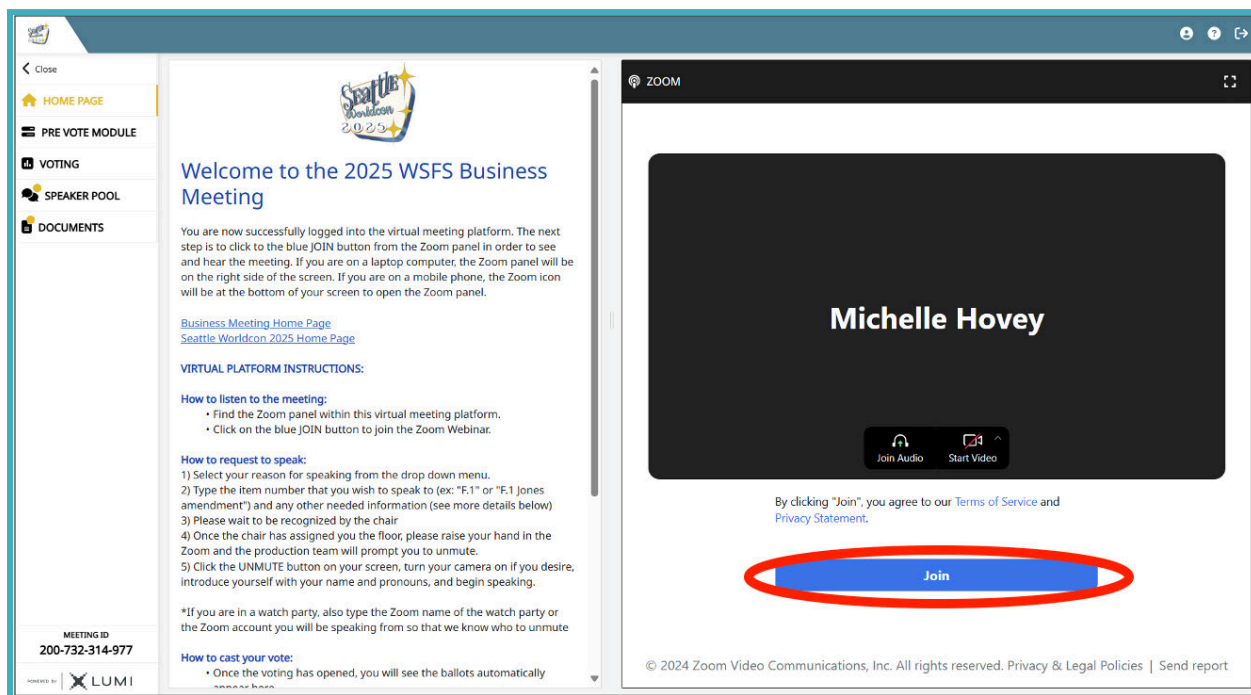 Seattle
Worldcon
2025
Close
HOME PAGE
PRE VOTE MODULE
VOTING
SPEAKER POOL
DOCUMENTS
MEETING ID
200-732-314-977
POWERED BY
LUMI
Seattle
Worldcon
2025
Welcome to the 2025 WSFS Business
Meeting
You are now successfully logged into the virtual meeting platform. The next
step is to click to the blue JOIN button from the Zoom panel in order to see
and hear the meeting. If you are on a laptop computer, the Zoom panel will be
on the right side of the screen. If you are on a mobile phone, the Zoom icon
will be at the bottom of your screen to open the Zoom panel.
Business Meeting Home Page
Seattle Worldcon 2025 Home Page
VIRTUAL PLATFORM INSTRUCTIONS:
How to listen to the meeting:
• Find the Zoom panel within this virtual meeting platform.
• Click on the blue JOIN button to join the Zoom Webinar.
How to request to speak:
1) Select your reason for speaking from the drop down menu.
2) Type the item number that you wish to speak to (ex: "F.1" or "F.1 Jones
amendment") and any other needed information (see more details below)
3) Please wait to be recognized by the chair
4) Once the chair has assigned you the floor, please raise your hand in the
Zoom and the production team will prompt you to unmute.
5) Click the UNMUTE button on your screen, turn your camera on if you desire,
introduce yourself with your name and pronouns, and begin speaking.
*If you are in a watch party, also type the Zoom name of the watch party or
the Zoom account you will be speaking from so that we know who to unmute
How to cast your vote:
• Once the voting has opened, you will see the ballots automatically
appear here
ZOOM
Michelle Hovey
Join Audio
Start Video
By clicking "Join", you agree to our Terms of Service and
Privacy Statement.
Join
© 2024 Zoom Video Communications, Inc. All rights reserved. Privacy & Legal Policies | Send report